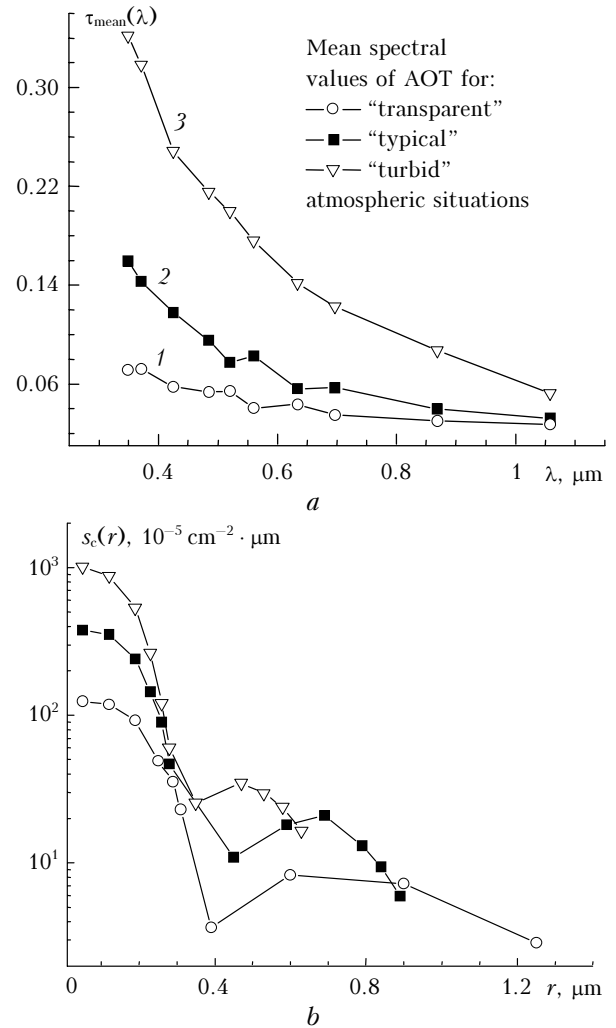 τmean(λ)
Mean spectral
values of AOT for:
“transparent”
“typical”
“turbid”
atmospheric situations
0.30
0.22
0.14
0.06
3
2
1
0.4 0.6 0.8 1 λ, μm
a
sc(r), 10⁻⁵ cm⁻² · μm
10³
10²
10¹
0 0.4 0.8 1.2 r, μm
b